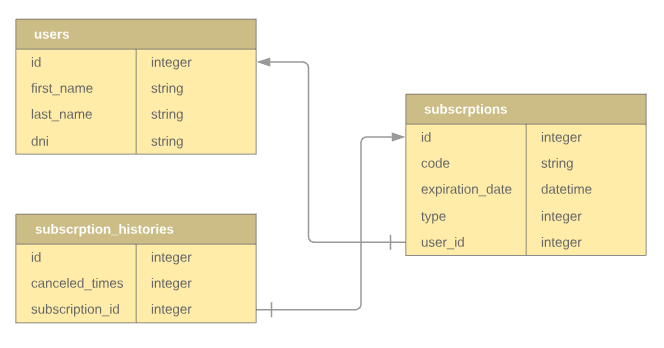 users
id integer
first_name string
last_name string
dni string
subscrptions
id integer
code string
expiration_date datetime
type integer
user_id integer
subscrption_histories
id integer
canceled_times integer
subscription_id integer